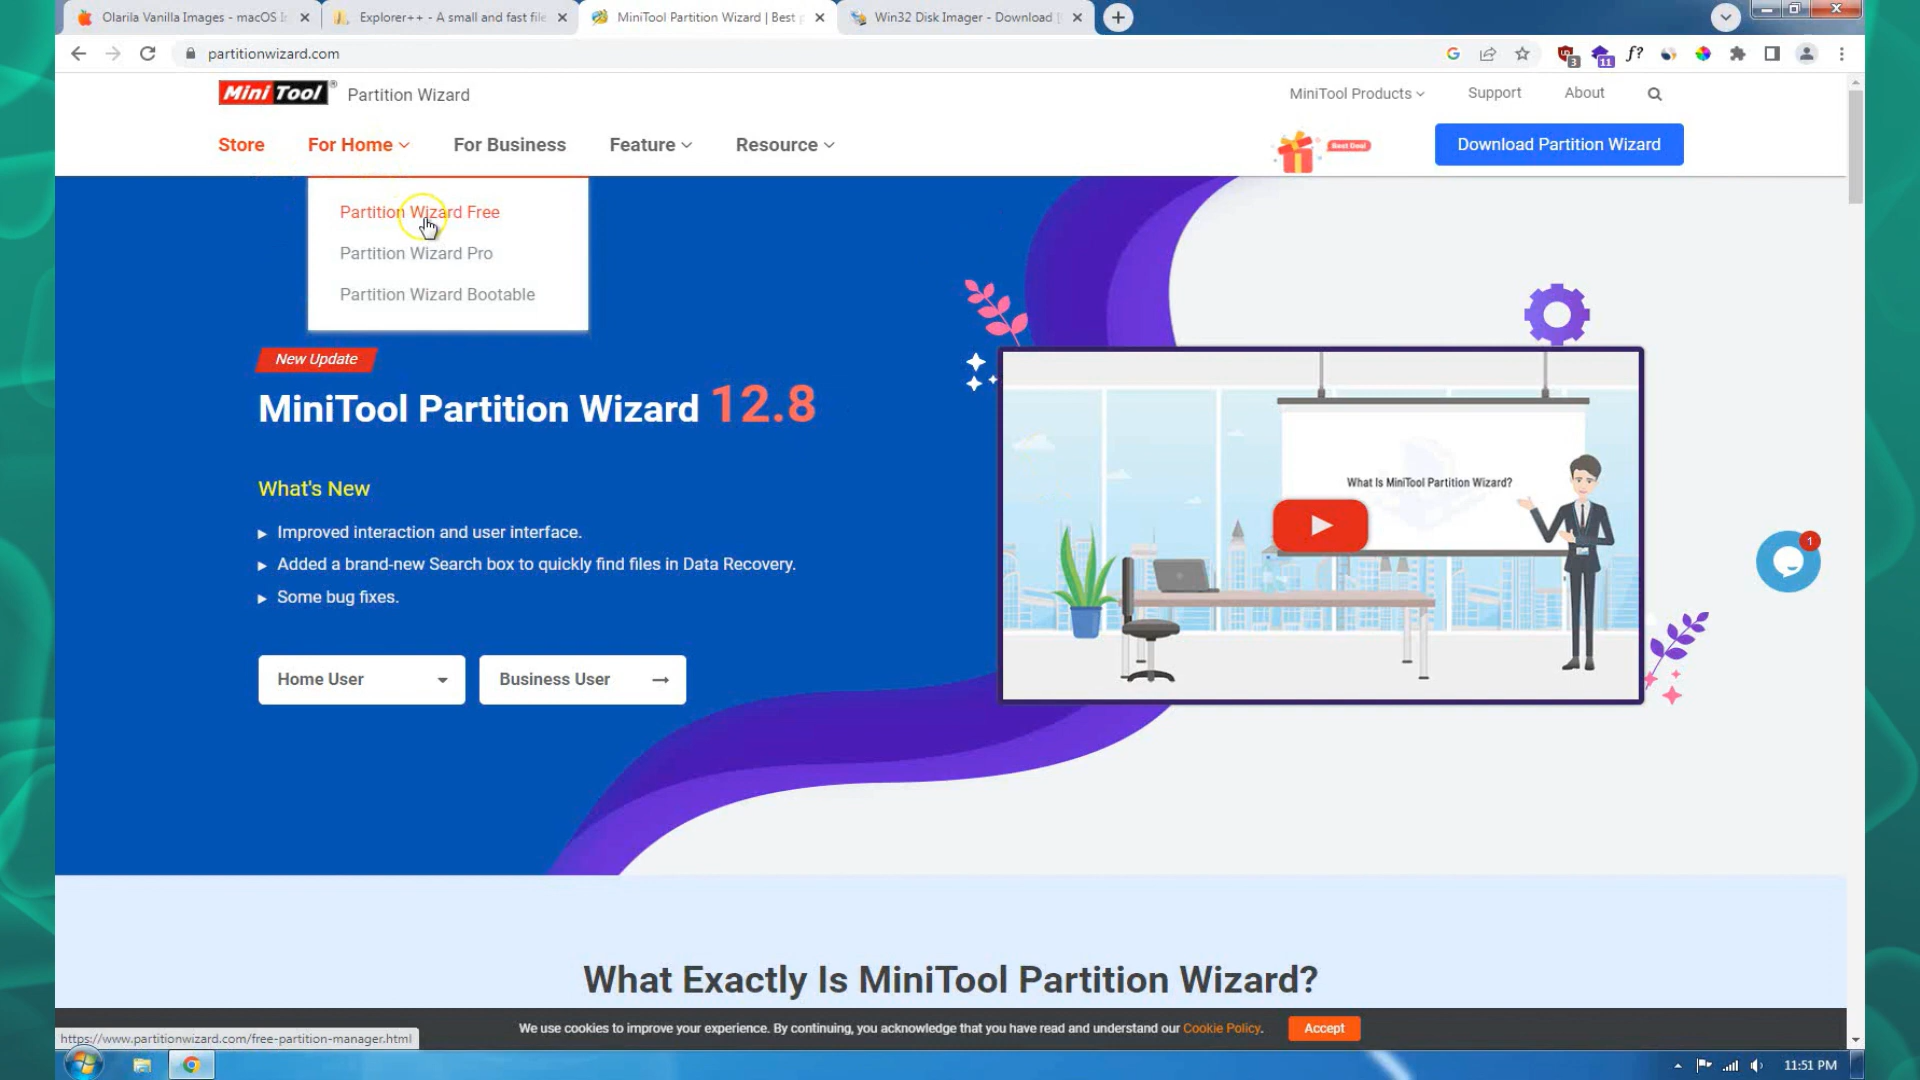 Olarila Vanilla Images - macOS I
Explorer++ - A small and fast file
MiniTool Partition Wizard | Best
Win32 Disk Imager - Download
partitionwizard.com
3
11
f?
MiniTool® Partition Wizard
MiniTool Products
Support
About
Store
For Home
For Business
Feature
Resource
Best Deal
Download Partition Wizard
Partition Wizard Free
Partition Wizard Pro
Partition Wizard Bootable
New Update
MiniTool Partition Wizard 12.8
What's New
Improved interaction and user interface.
Added a brand-new Search box to quickly find files in Data Recovery.
Some bug fixes.
Home User
Business User
What Is MiniTool Partition Wizard?
1
What Exactly Is MiniTool Partition Wizard?
We use cookies to improve your experience. By continuing, you acknowledge that you have read and understand our Cookie Policy.
Accept
https://www.partitionwizard.com/free-partition-manager.html
11:51 PM